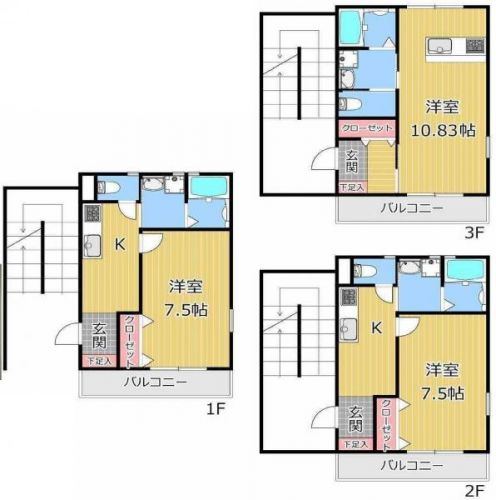 洋室
10.83帖
クローゼット
玄関
下足入
バルコニー
3F
K
洋室
7.5帖
玄関
下足入
クローゼット
バルコニー
1F
K
洋室
7.5帖
玄関
下足入
クローゼット
バルコニー
2F